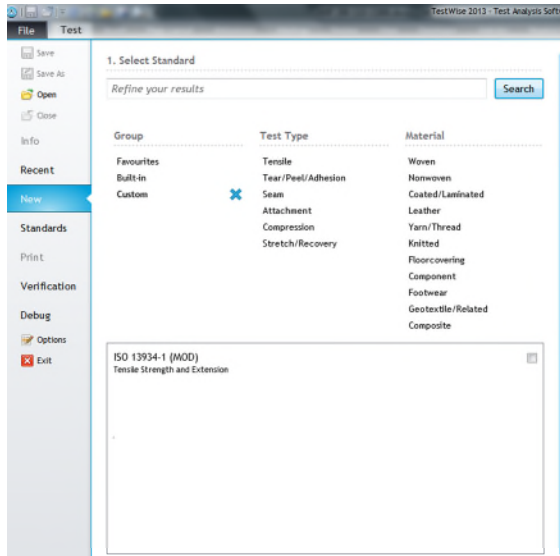 TestWise 2013 - Test Analysis Soft
File Test
Save
Save As
Open
Close
Info
Recent
New
Standards
Print
Verification
Debug
Options
Exit
1. Select Standard
Refine your results
Search
Group
Favourites
Built-in
Custom
Test Type
Tensile
Tear/Peel/Adhesion
Seam
Attachment
Compression
Stretch/Recovery
Material
Woven
Nonwoven
Coated/Laminated
Leather
Yarn/Thread
Knitted
Floorcovering
Component
Footwear
Geotextile/Related
Composite
ISO 13934-1 (MOD)
Tensile Strength and Extension